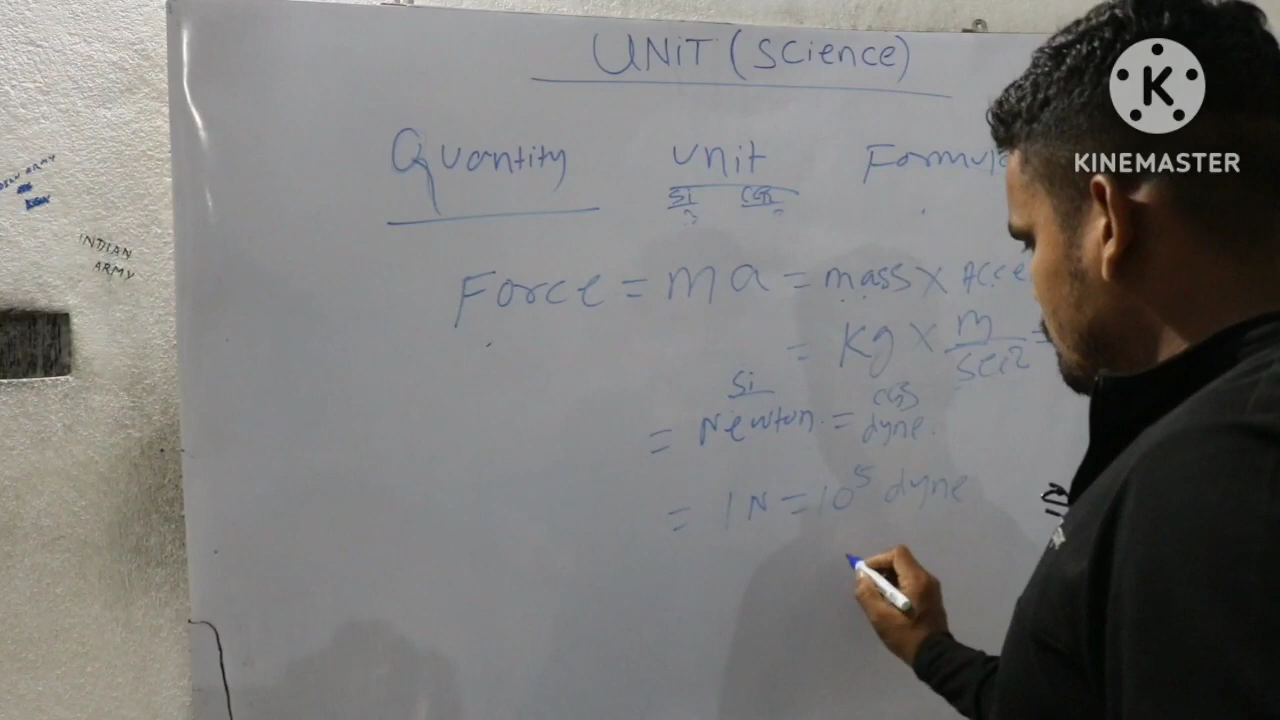 UNiT (Science)
Quantity unit Formula
Si CGS
Force = ma = mass × Acce
= Kg × m/sec2 =
Si CGS
= Newton. = dyne.
= 1N = 10^5 dyne
INDIAN
ARMY
KINEMASTER